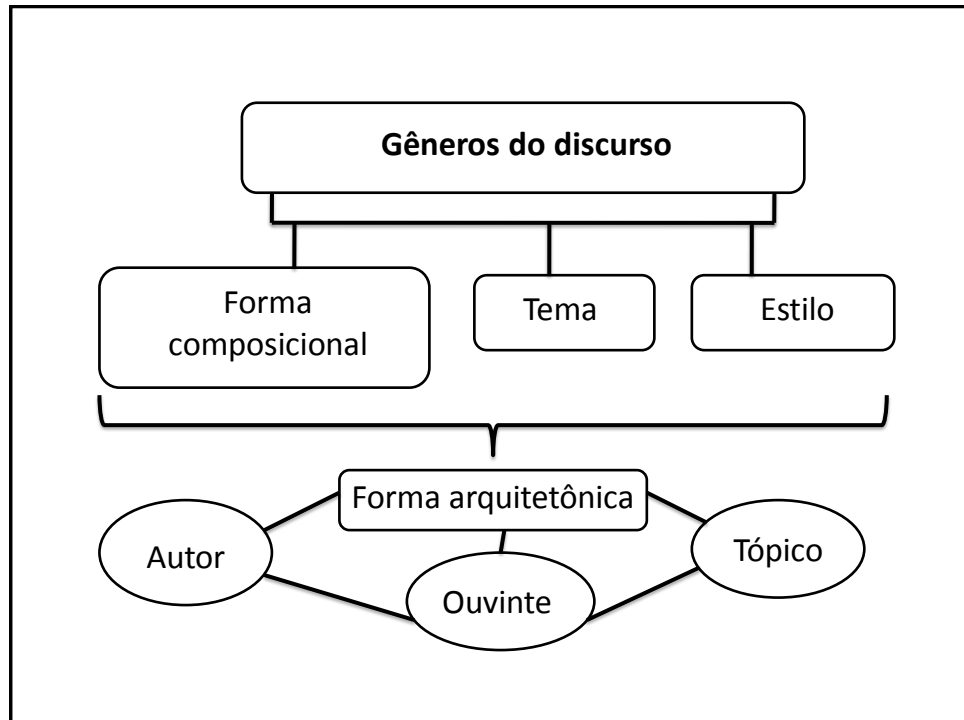 Gêneros do discurso
Forma
composicional
Tema
Estilo
Forma arquitetônica
Autor
Ouvinte
Tópico